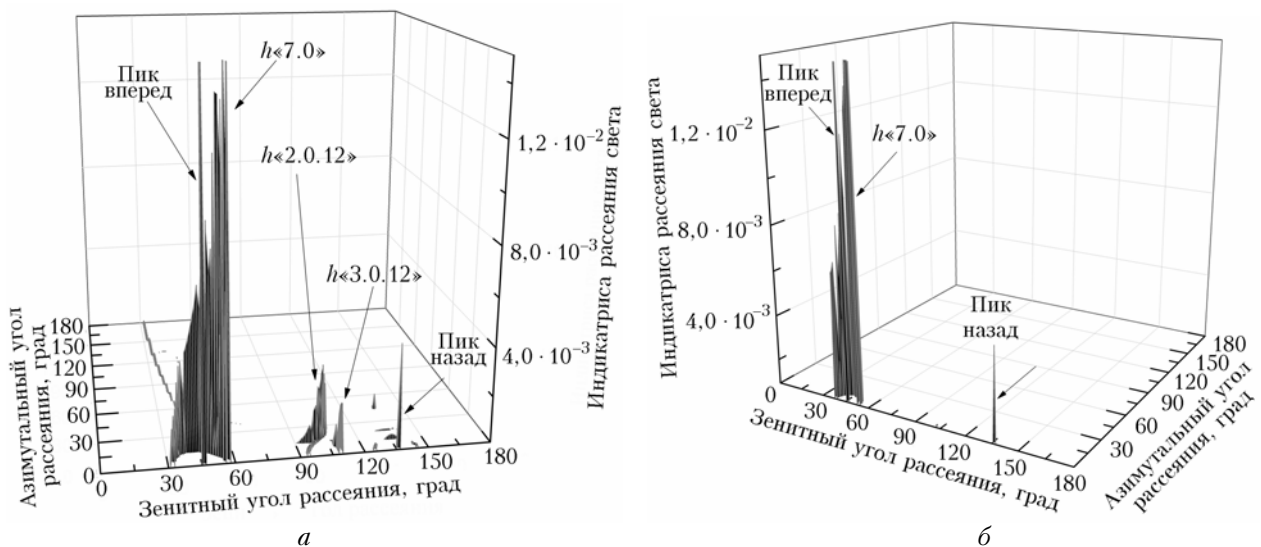 h«7.0»
Пик
вперед
h«2.0.12»
h«3.0.12»
Пик
назад
1,2 · 10⁻²
8,0 · 10⁻³
4,0 · 10⁻³
Индикатриса рассеяния света
180
150
120
90
60
30
0
Азимутальный угол
рассеяния, град
0
30
60
90
120
150
180
Зенитный угол рассеяния, град
а
Пик
вперед
h«7.0»
1,2 · 10⁻²
8,0 · 10⁻³
4,0 · 10⁻³
Индикатриса рассеяния света
Пик
назад
0
30
60
90
120
150
180
Зенитный угол рассеяния, град
180
150
120
90
60
30
Азимутальный угол
рассеяния, град
б